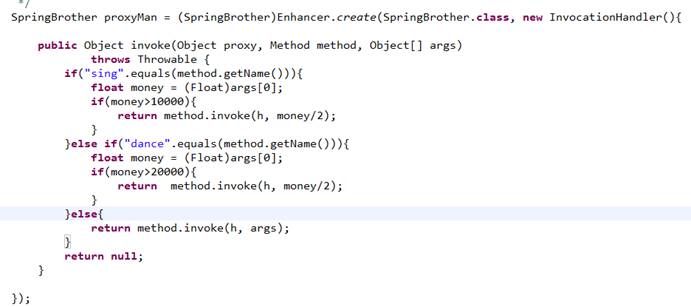 */
SpringBrother proxyMan = (SpringBrother)Enhancer.create(SpringBrother.class, new InvocationHandler(){
public Object invoke(Object proxy, Method method, Object[] args)
throws Throwable {
if("sing".equals(method.getName())){
float money = (Float)args[0];
if(money>10000){
return method.invoke(h, money/2);
}
}else if("dance".equals(method.getName())){
float money = (Float)args[0];
if(money>20000){
return  method.invoke(h, money/2);
}
}else{
return method.invoke(h, args);
}
return null;
}
});